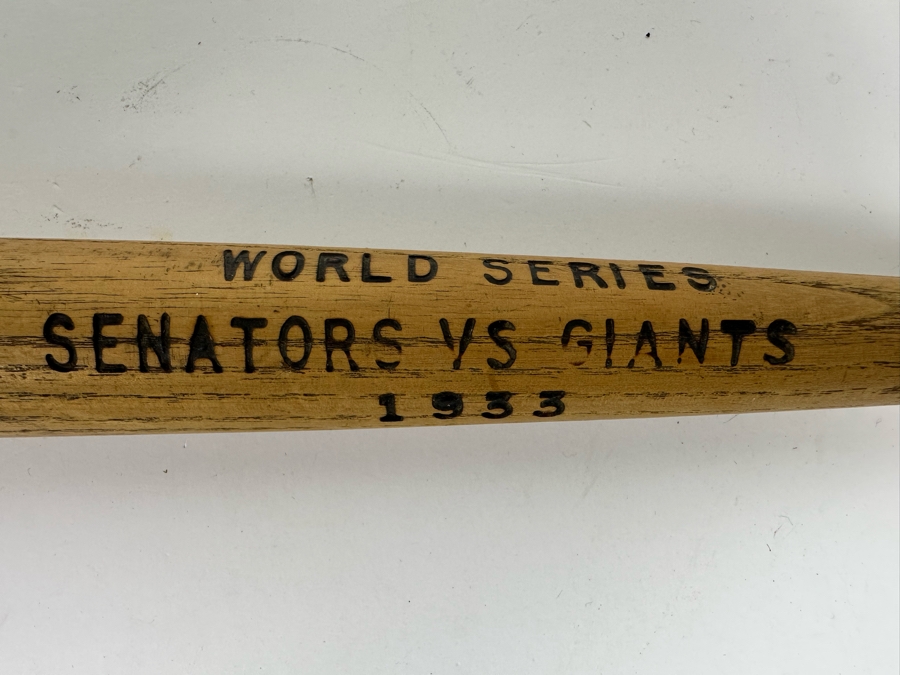 WORLD SERIES
SENATORS VS GIANTS
1933